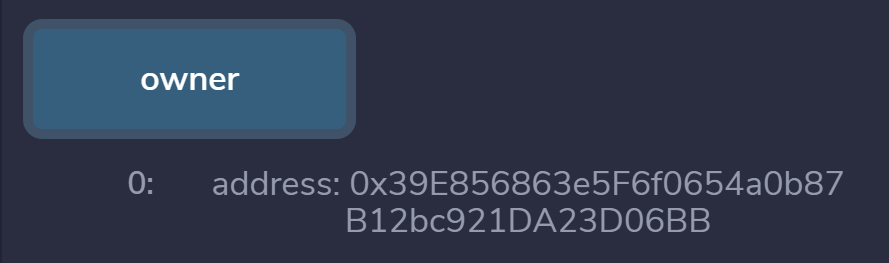 owner
0: address: 0x39E856863e5F6f0654a0b87
B12bc921DA23D06BB